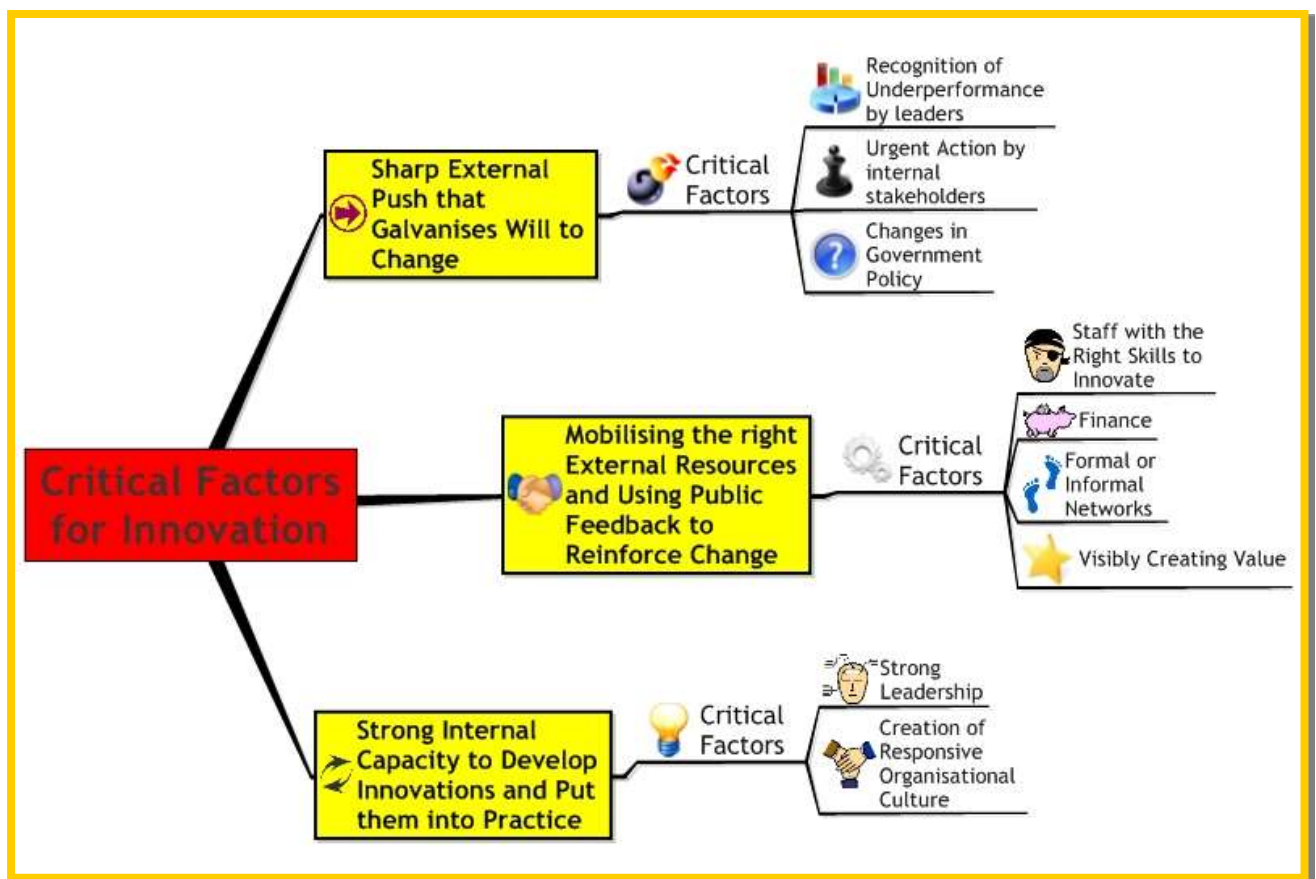 Critical Factors
for Innovation
Sharp External
Push that
Galvanises Will to
Change
Critical
Factors
Recognition of
Underperformance
by leaders
Urgent Action by
internal
stakeholders
Changes in
Government
Policy
Mobilising the right
External Resources
and Using Public
Feedback to
Reinforce Change
Critical
Factors
Staff with the
Right Skills to
Innovate
Finance
Formal or
Informal
Networks
Visibly Creating Value
Strong Internal
Capacity to Develop
Innovations and Put
them into Practice
Critical
Factors
Strong
Leadership
Creation of
Responsive
Organisational
Culture